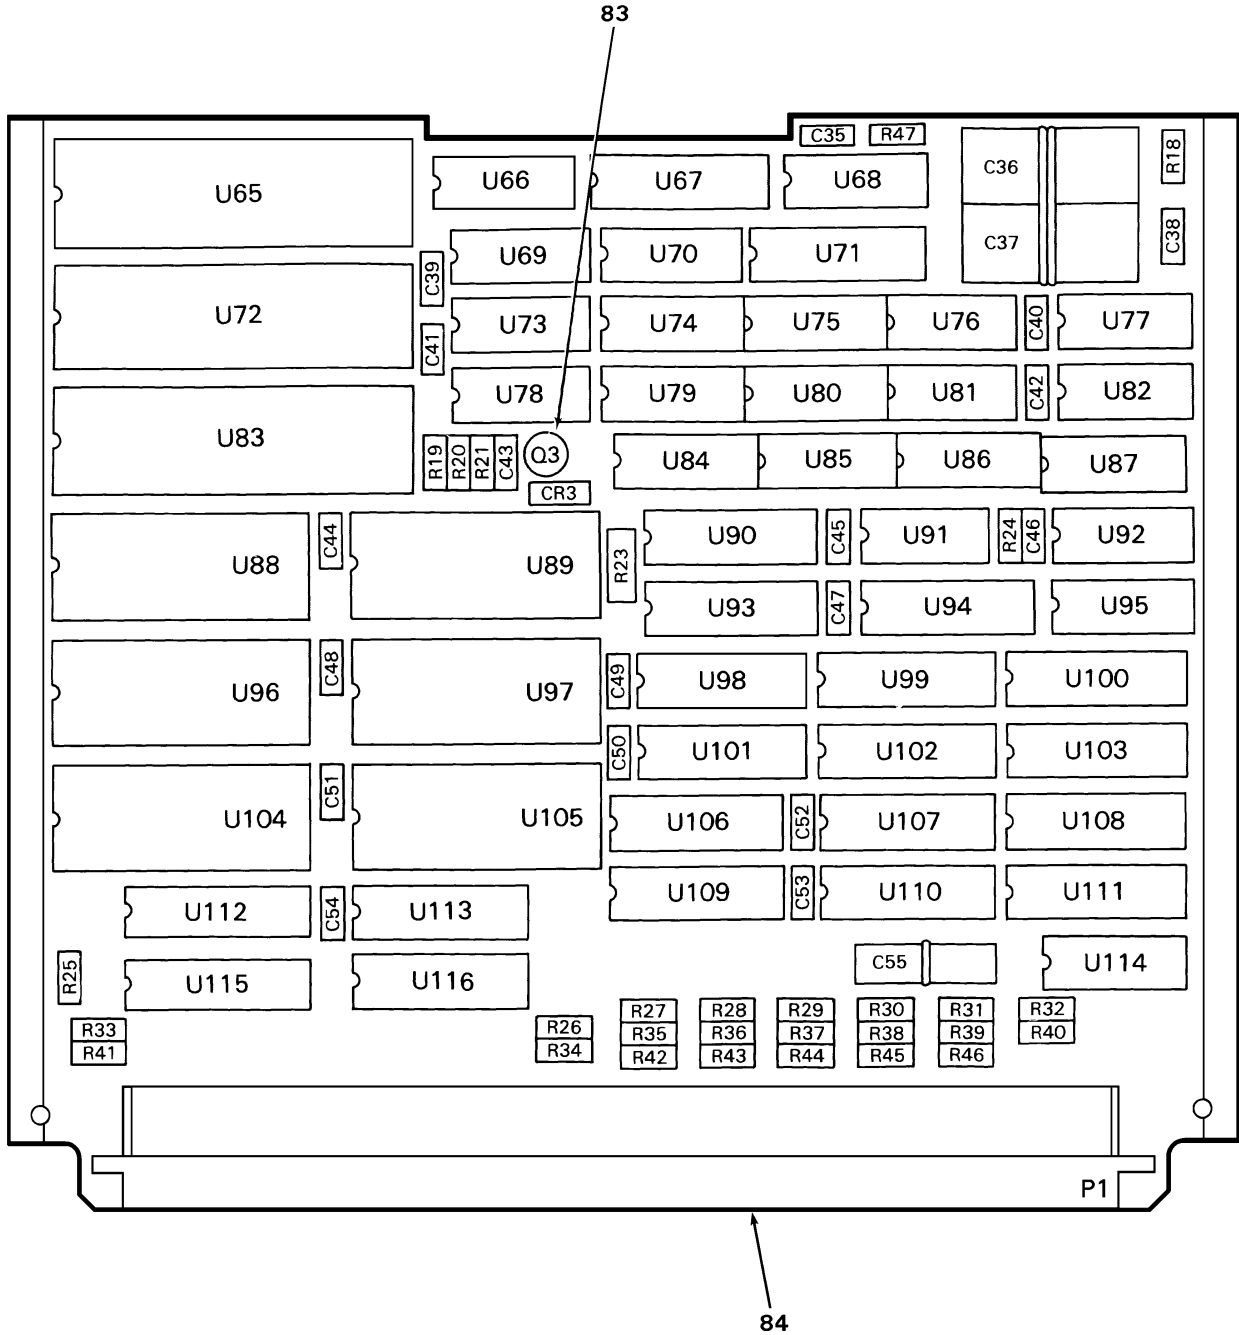 83
C35 R47
U65 U66 U67 U68 C36 R18
C37 C38
U69 U70 U71
C39
U72 U73 U74 U75 U76 C40 U77
C41
U78 U79 U80 U81 C42 U82
U83 R19 R20 R21 C43 Q3 U84 U85 U86 U87
CR3
U88 C44 U89 R23 U90 C45 U91 R24 C46 U92
U93 C47 U94 U95
U96 C48 U97 C49 U98 U99 U100
C50 U101 U102 U103
U104 C51 U105 U106 C52 U107 U108
U109 C53 U110 U111
U112 C54 U113
C55 U114
R25 U115 U116
R27 R28 R29 R30 R31 R32
R33 R26 R35 R36 R37 R38 R39 R40
R41 R34 R42 R43 R44 R45 R46
P1
84